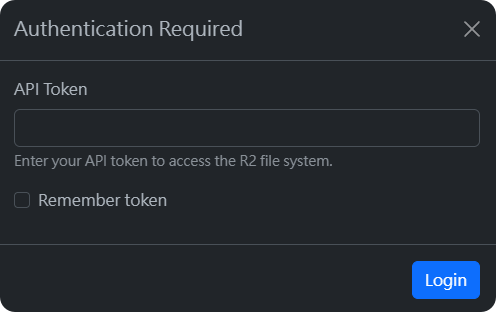 Authentication Required
API Token
Enter your API token to access the R2 file system.
Remember token
Login